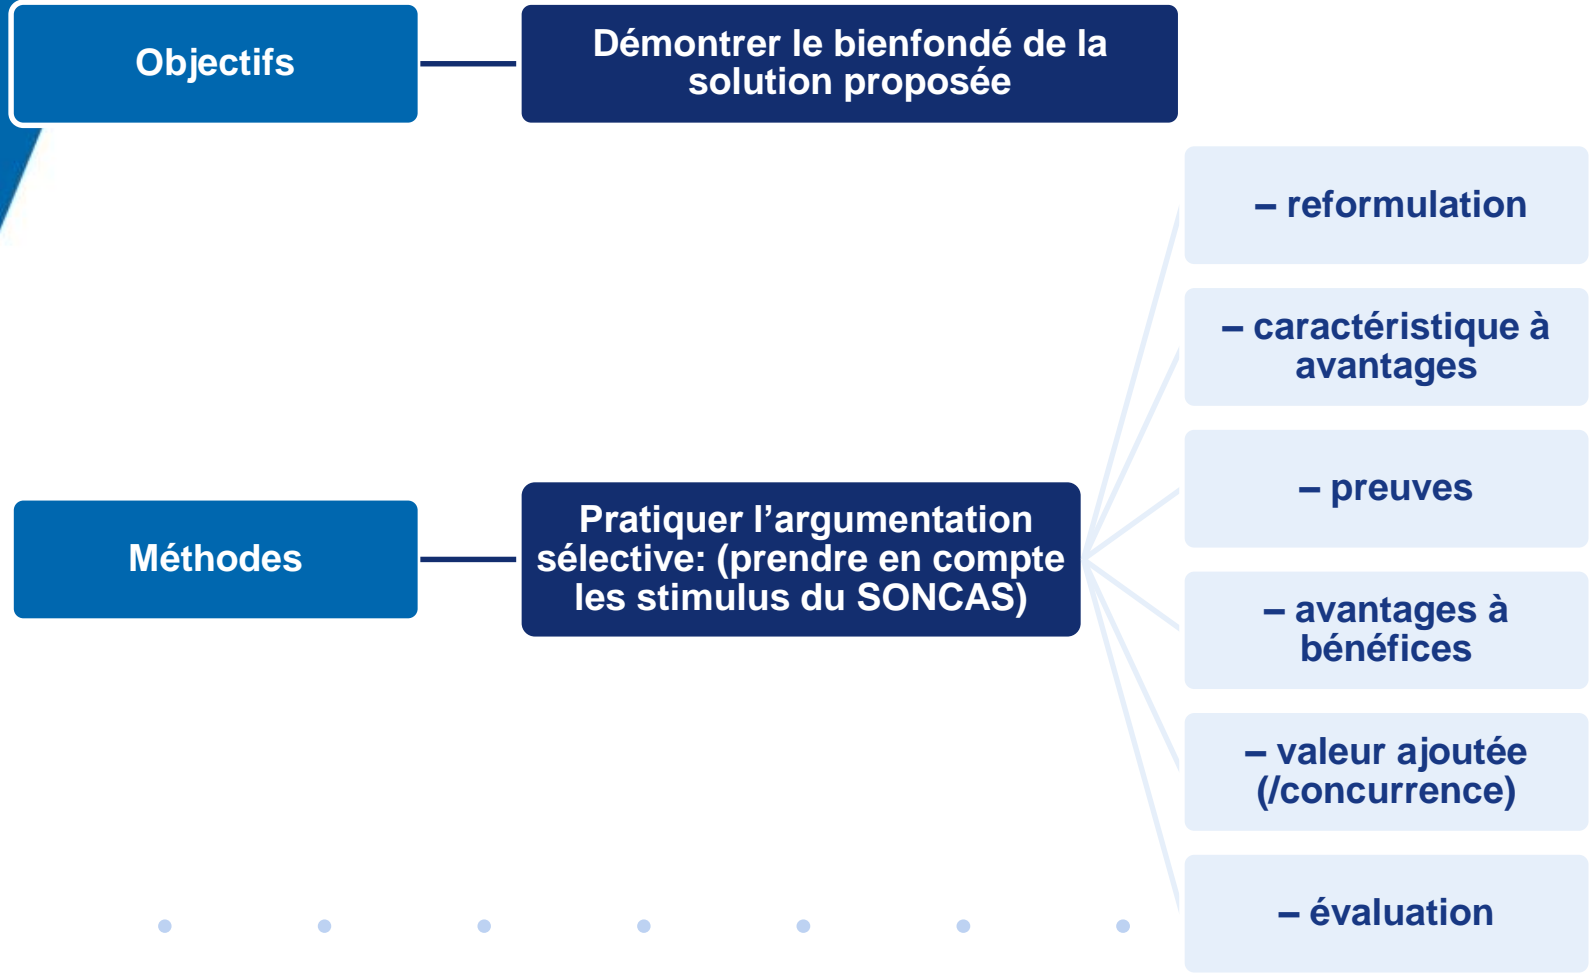 Objectifs
Démontrer le bienfondé de la
solution proposée
Méthodes
Pratiquer l’argumentation
sélective: (prendre en compte
les stimulus du SONCAS)
– reformulation
– caractéristique à
avantages
– preuves
– avantages à
bénéfices
– valeur ajoutée
(/concurrence)
– évaluation